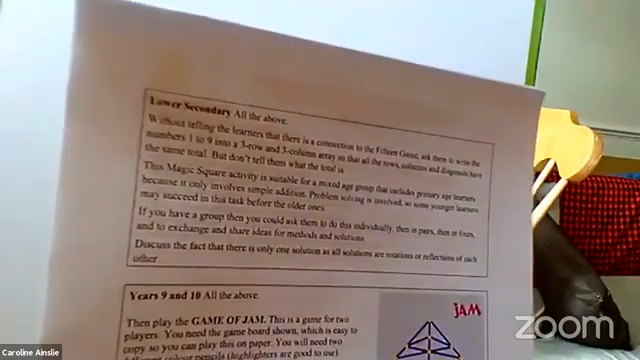 Lower Secondary All the above.
Without telling the learners that there is a connection to the Fifteen Game, ask them to write the
numbers 1 to 9 into a 3-row and 3-column array so that all the rows, columns and diagonals have
the same total. But don't tell them what the total is.
This Magic Square activity is suitable for a mixed age group that includes primary age learners
because it only involves simple addition. Problem solving is involved, so some younger learners
may succeed in this task before the older ones.
If you have a group then you could ask them to do this individually, then in pairs, then in fours,
and to exchange and share ideas for methods and solutions.
Discuss the fact that there is only one solution as all solutions are rotations or reflections of each
other.
Years 9 and 10 All the above.
Then play the GAME OF JAM. This is a game for two
players. You need the game board shown, which is easy to
copy so you can play this on paper. You will need two
different colour pencils (highlighters are good to use)
JAM
zoom
Caroline Ainslie